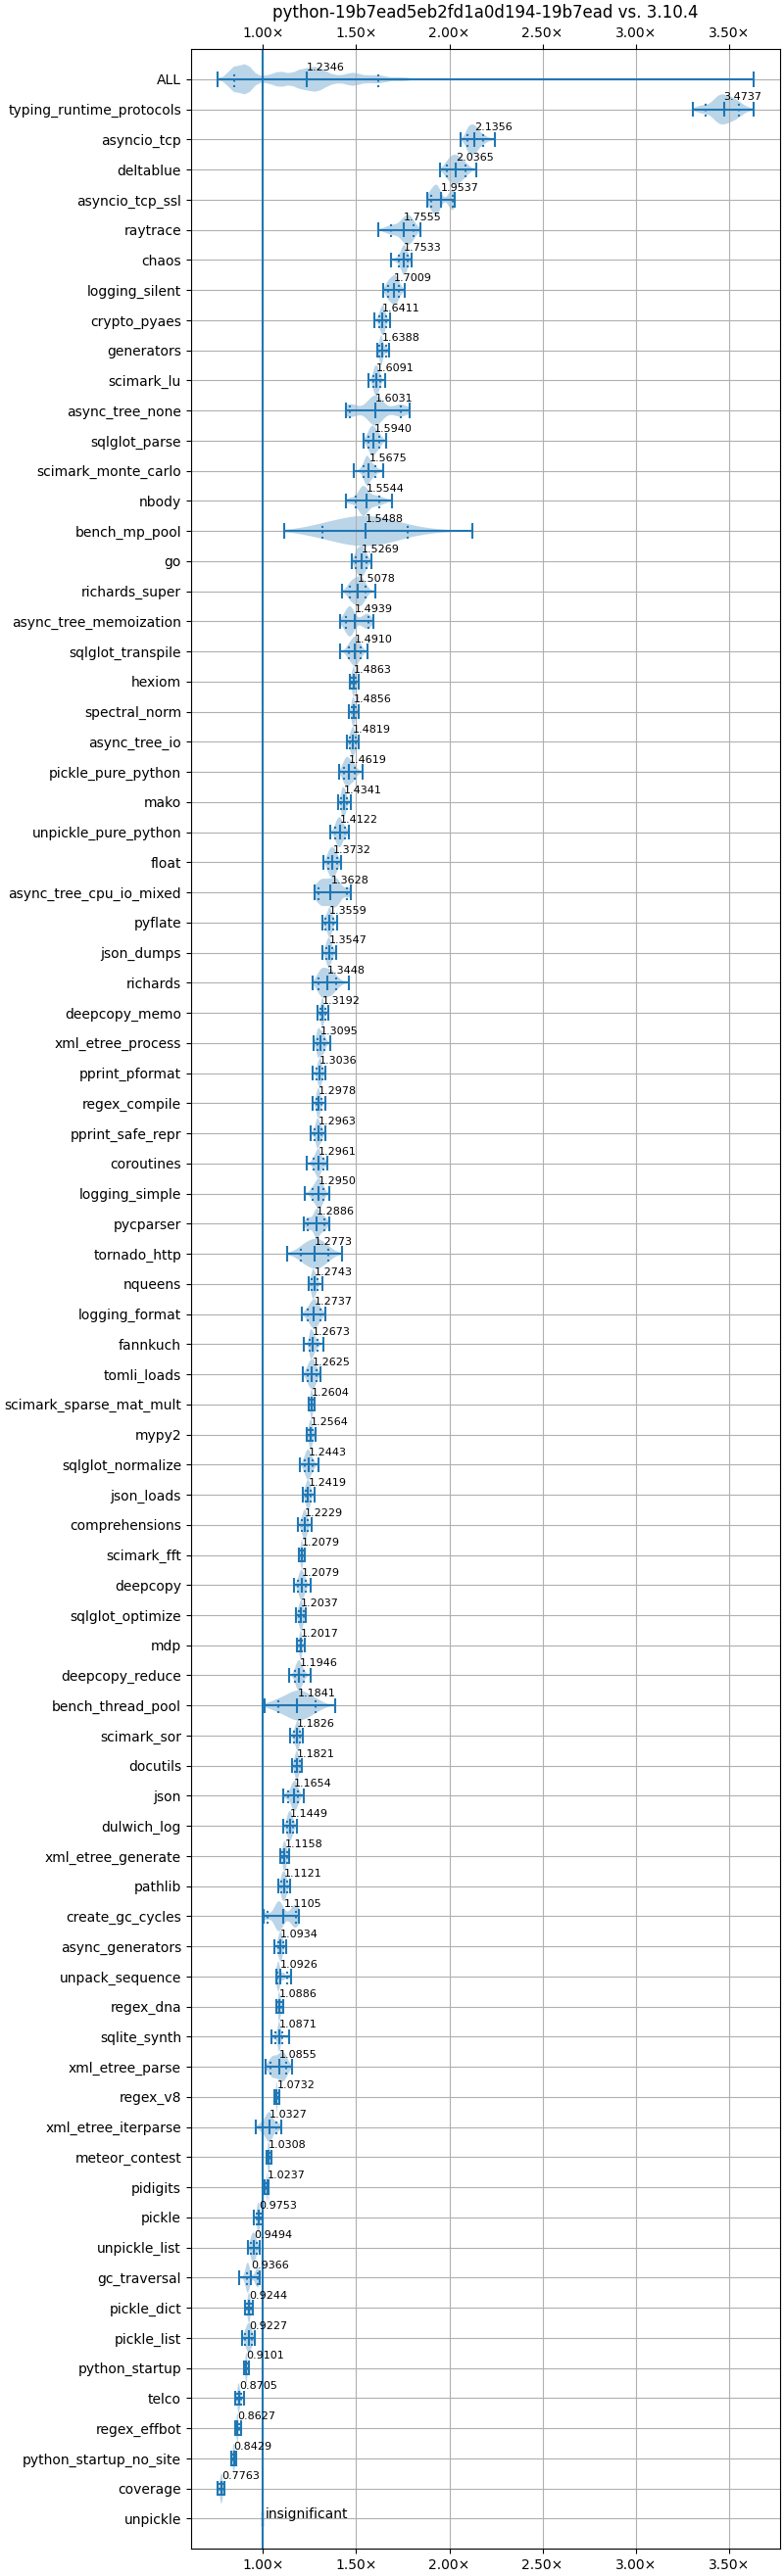 python-19b7ead5eb2fd1a0d194-19b7ead vs. 3.10.4
1.00× 1.50× 2.00× 2.50× 3.00× 3.50×
ALL 1.2346
typing_runtime_protocols 3.4737
asyncio_tcp 2.1356
deltablue 2.0365
asyncio_tcp_ssl 1.9537
raytrace 1.7555
chaos 1.7533
logging_silent 1.7009
crypto_pyaes 1.6411
generators 1.6388
scimark_lu 1.6091
async_tree_none 1.6031
sqlglot_parse 1.5940
scimark_monte_carlo 1.5675
nbody 1.5544
bench_mp_pool 1.5488
go 1.5269
richards_super 1.5078
async_tree_memoization 1.4939
sqlglot_transpile 1.4910
hexiom 1.4863
spectral_norm 1.4856
async_tree_io 1.4819
pickle_pure_python 1.4619
mako 1.4341
unpickle_pure_python 1.4122
float 1.3732
async_tree_cpu_io_mixed 1.3628
pyflate 1.3559
json_dumps 1.3547
richards 1.3448
deepcopy_memo 1.3192
xml_etree_process 1.3095
pprint_pformat 1.3036
regex_compile 1.2978
pprint_safe_repr 1.2963
coroutines 1.2961
logging_simple 1.2950
pycparser 1.2886
tornado_http 1.2773
nqueens 1.2743
logging_format 1.2737
fannkuch 1.2673
tomli_loads 1.2625
scimark_sparse_mat_mult 1.2604
mypy2 1.2564
sqlglot_normalize 1.2443
json_loads 1.2419
comprehensions 1.2229
scimark_fft 1.2079
deepcopy 1.2079
sqlglot_optimize 1.2037
mdp 1.2017
deepcopy_reduce 1.1946
bench_thread_pool 1.1841
scimark_sor 1.1826
docutils 1.1821
json 1.1654
dulwich_log 1.1449
xml_etree_generate 1.1158
pathlib 1.1121
create_gc_cycles 1.1105
async_generators 1.0934
unpack_sequence 1.0926
regex_dna 1.0886
sqlite_synth 1.0871
xml_etree_parse 1.0855
regex_v8 1.0732
xml_etree_iterparse 1.0327
meteor_contest 1.0308
pidigits 1.0237
pickle 0.9753
unpickle_list 0.9494
gc_traversal 0.9366
pickle_dict 0.9244
pickle_list 0.9227
python_startup 0.9101
telco 0.8705
regex_effbot 0.8627
python_startup_no_site 0.8429
coverage 0.7763
unpickle insignificant
1.00× 1.50× 2.00× 2.50× 3.00× 3.50×